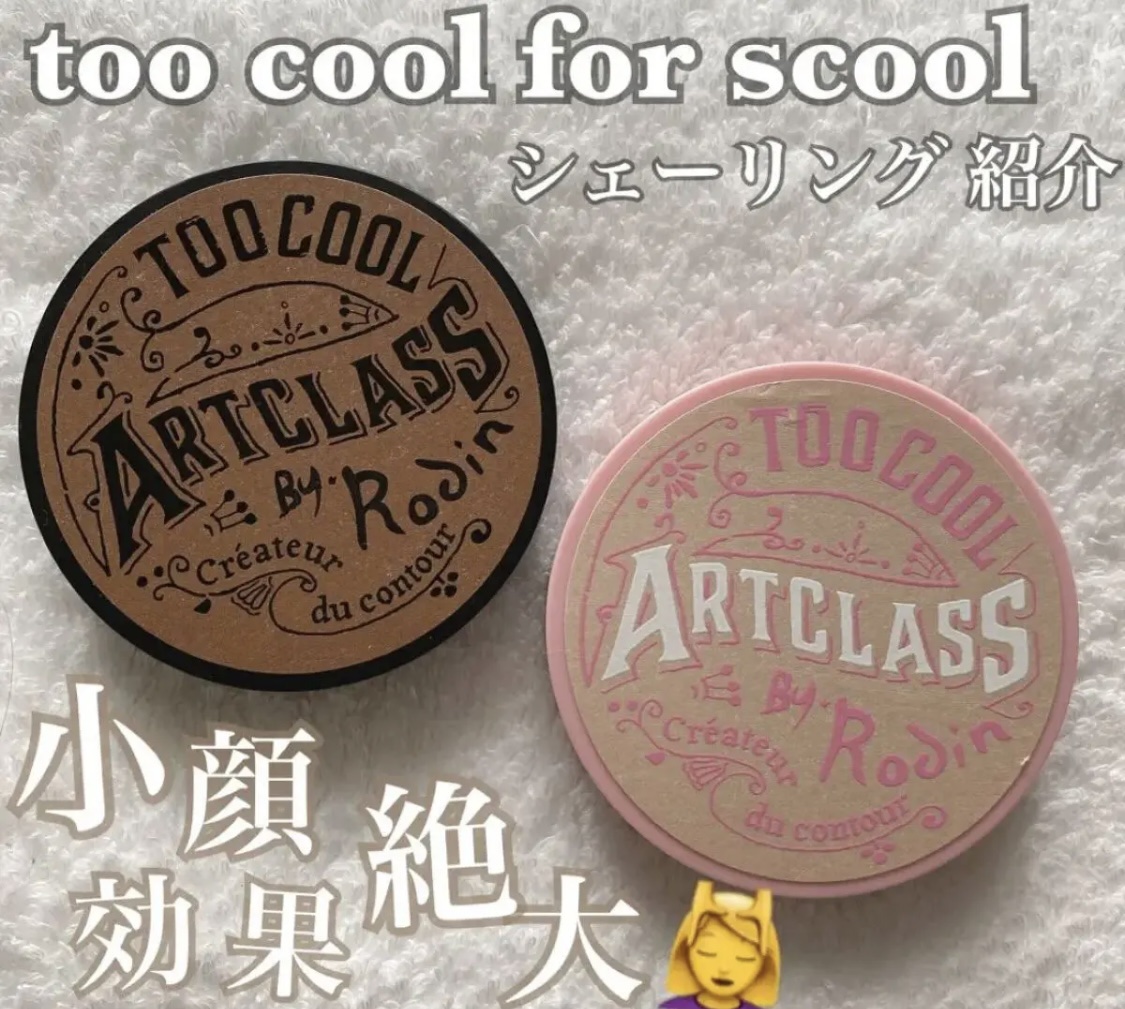 too cool for scool
シェーリング 紹介
TOO COOL
ARTCLASS
By. Rodin
Créateur
du contour
TOO COOL
ARTCLASS
By. Rodin
Créateur
du contour
小顔
効果
絶大